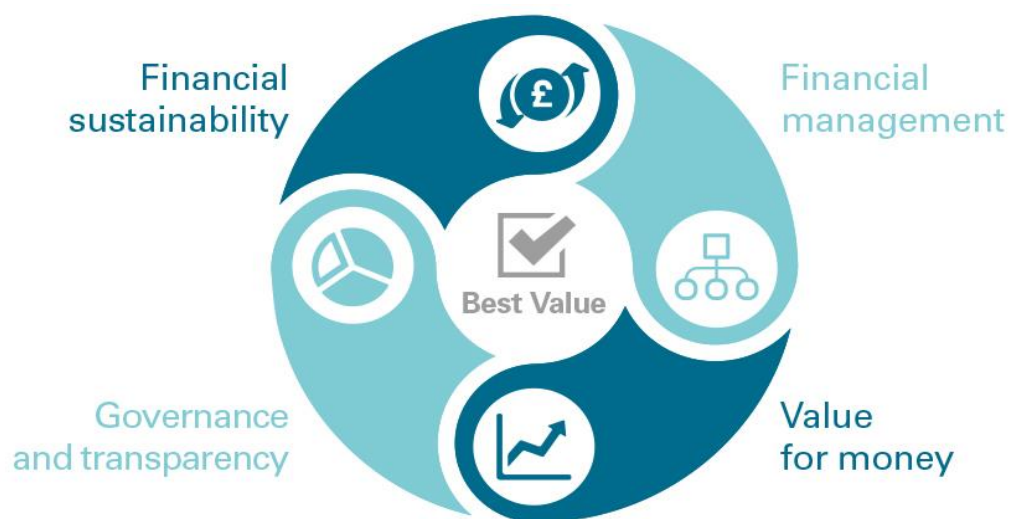 Financial
sustainability
Financial
management
£
Best Value
Governance
and transparency
Value
for money